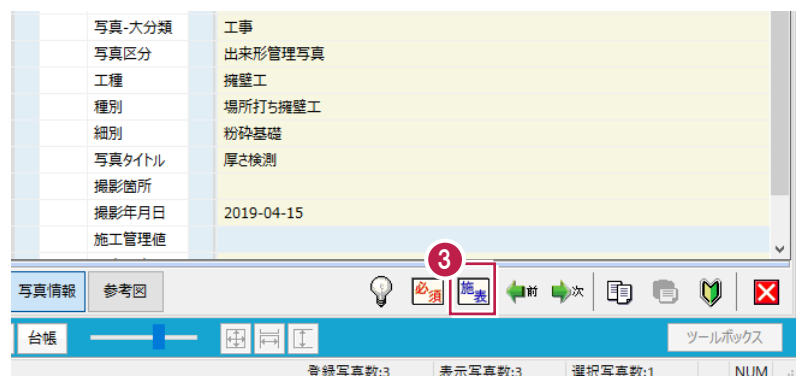 写真-大分類 工事
写真区分 出来形管理写真
工種 擁壁工
種別 場所打ち擁壁工
細別 粉砕基礎
写真タイトル 厚さ検測
撮影箇所
撮影年月日 2019-04-15
施工管理値
3
写真情報 参考図 必須 施表 前 次
台帳 ツールボックス
登録写真数:3 表示写真数:3 選択写真数:1 NUM